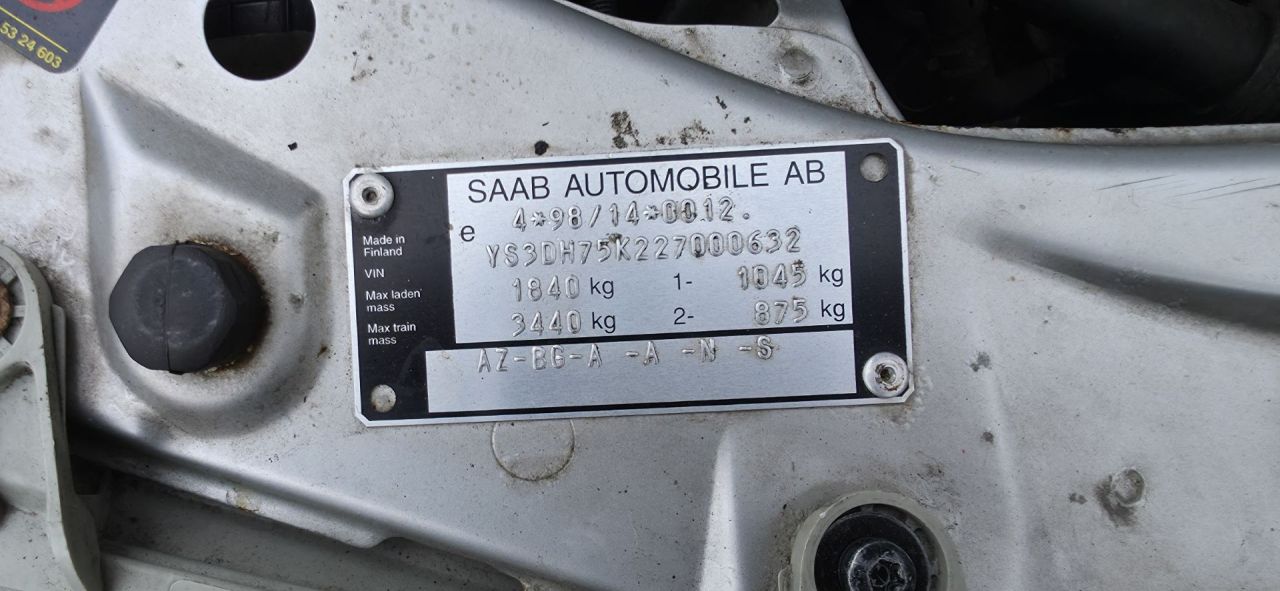 53 24 603
SAAB AUTOMOBILE AB
e 4*98/14*0012.
Made in
Finland
VIN YS3DH75K227000632
Max laden
mass
1840 kg 1- 1045 kg
Max train
mass
3440 kg 2- 875 kg
AZ-BG-A -A -N -S